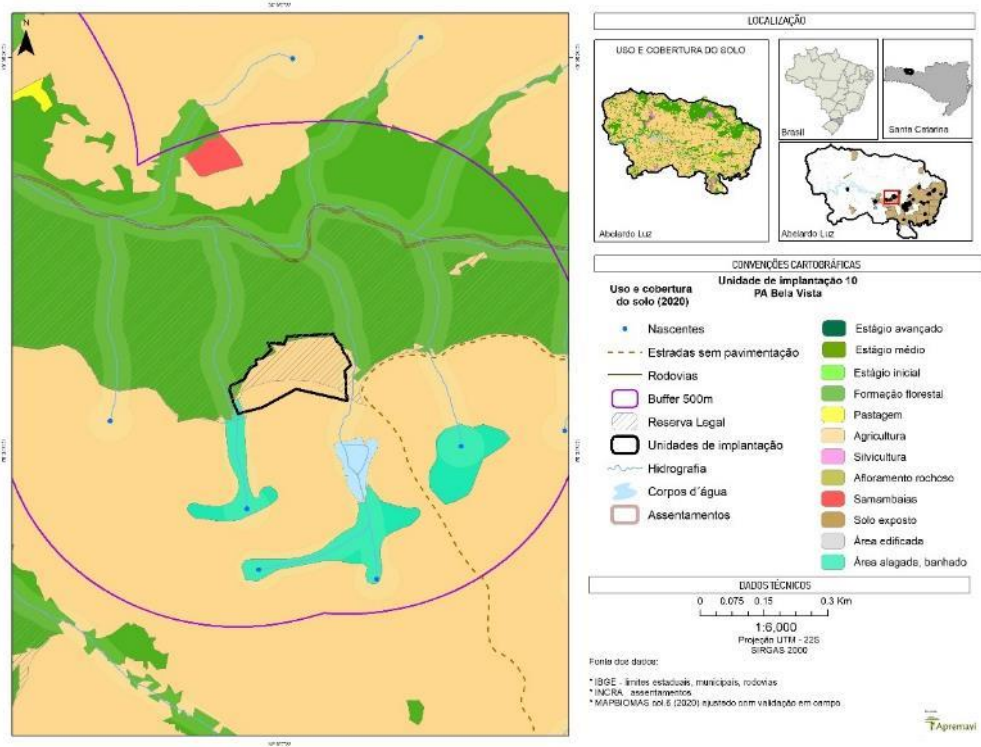 N
LOCALIZAÇÃO
USO E COBERTURA DO SOLO
Abelardo Luz
Brasil
Santa Catarina
Abelardo Luz
CONVENÇÕES CARTOGRÁFICAS
Uso e cobertura
do solo (2020)
Unidade de implantação 10
PA Bela Vista
Nascentes
Estradas sem pavimentação
Rodovias
Buffer 500m
Reserva Legal
Unidades de implantação
Hidrografia
Corpos d´água
Assentamentos
Estágio avançado
Estágio médio
Estágio inicial
Formação florestal
Pastagem
Agricultura
Silvicultura
Afloramento rochoso
Samambaias
Solo exposto
Área edificada
Área alagada, banhado
DADOS TÉCNICOS
0 0.075 0.15 0.3 Km
1:6,000
Projeção UTM - 22S
SIRGAS 2000
Fonte dos dados:
* IBGE - limites estaduais, municipais, rodovias
* INCRA assentamentos
* MAPBIOMAS col.6 (2020) ajustado com validação em campo
Apremavi